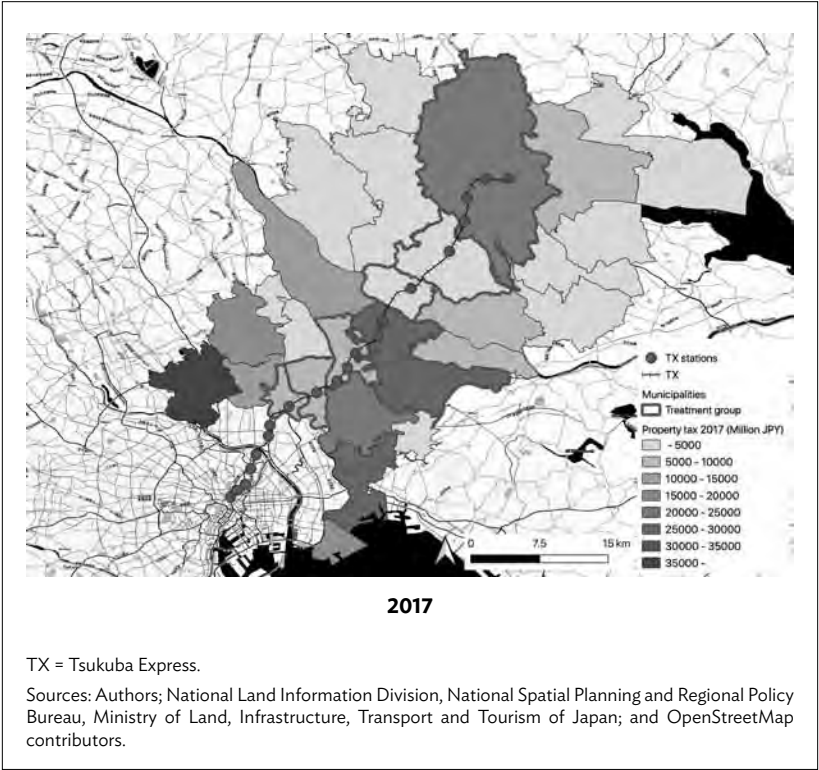 TX stations
TX
Municipalities
Treatment group
Property tax 2017 (Million JPY)
- 5000
5000 - 10000
10000 - 15000
15000 - 20000
20000 - 25000
25000 - 30000
30000 - 35000
35000 -
0 7.5 15 km
2017
TX = Tsukuba Express.
Sources: Authors; National Land Information Division, National Spatial Planning and Regional Policy
Bureau, Ministry of Land, Infrastructure, Transport and Tourism of Japan; and OpenStreetMap
contributors.